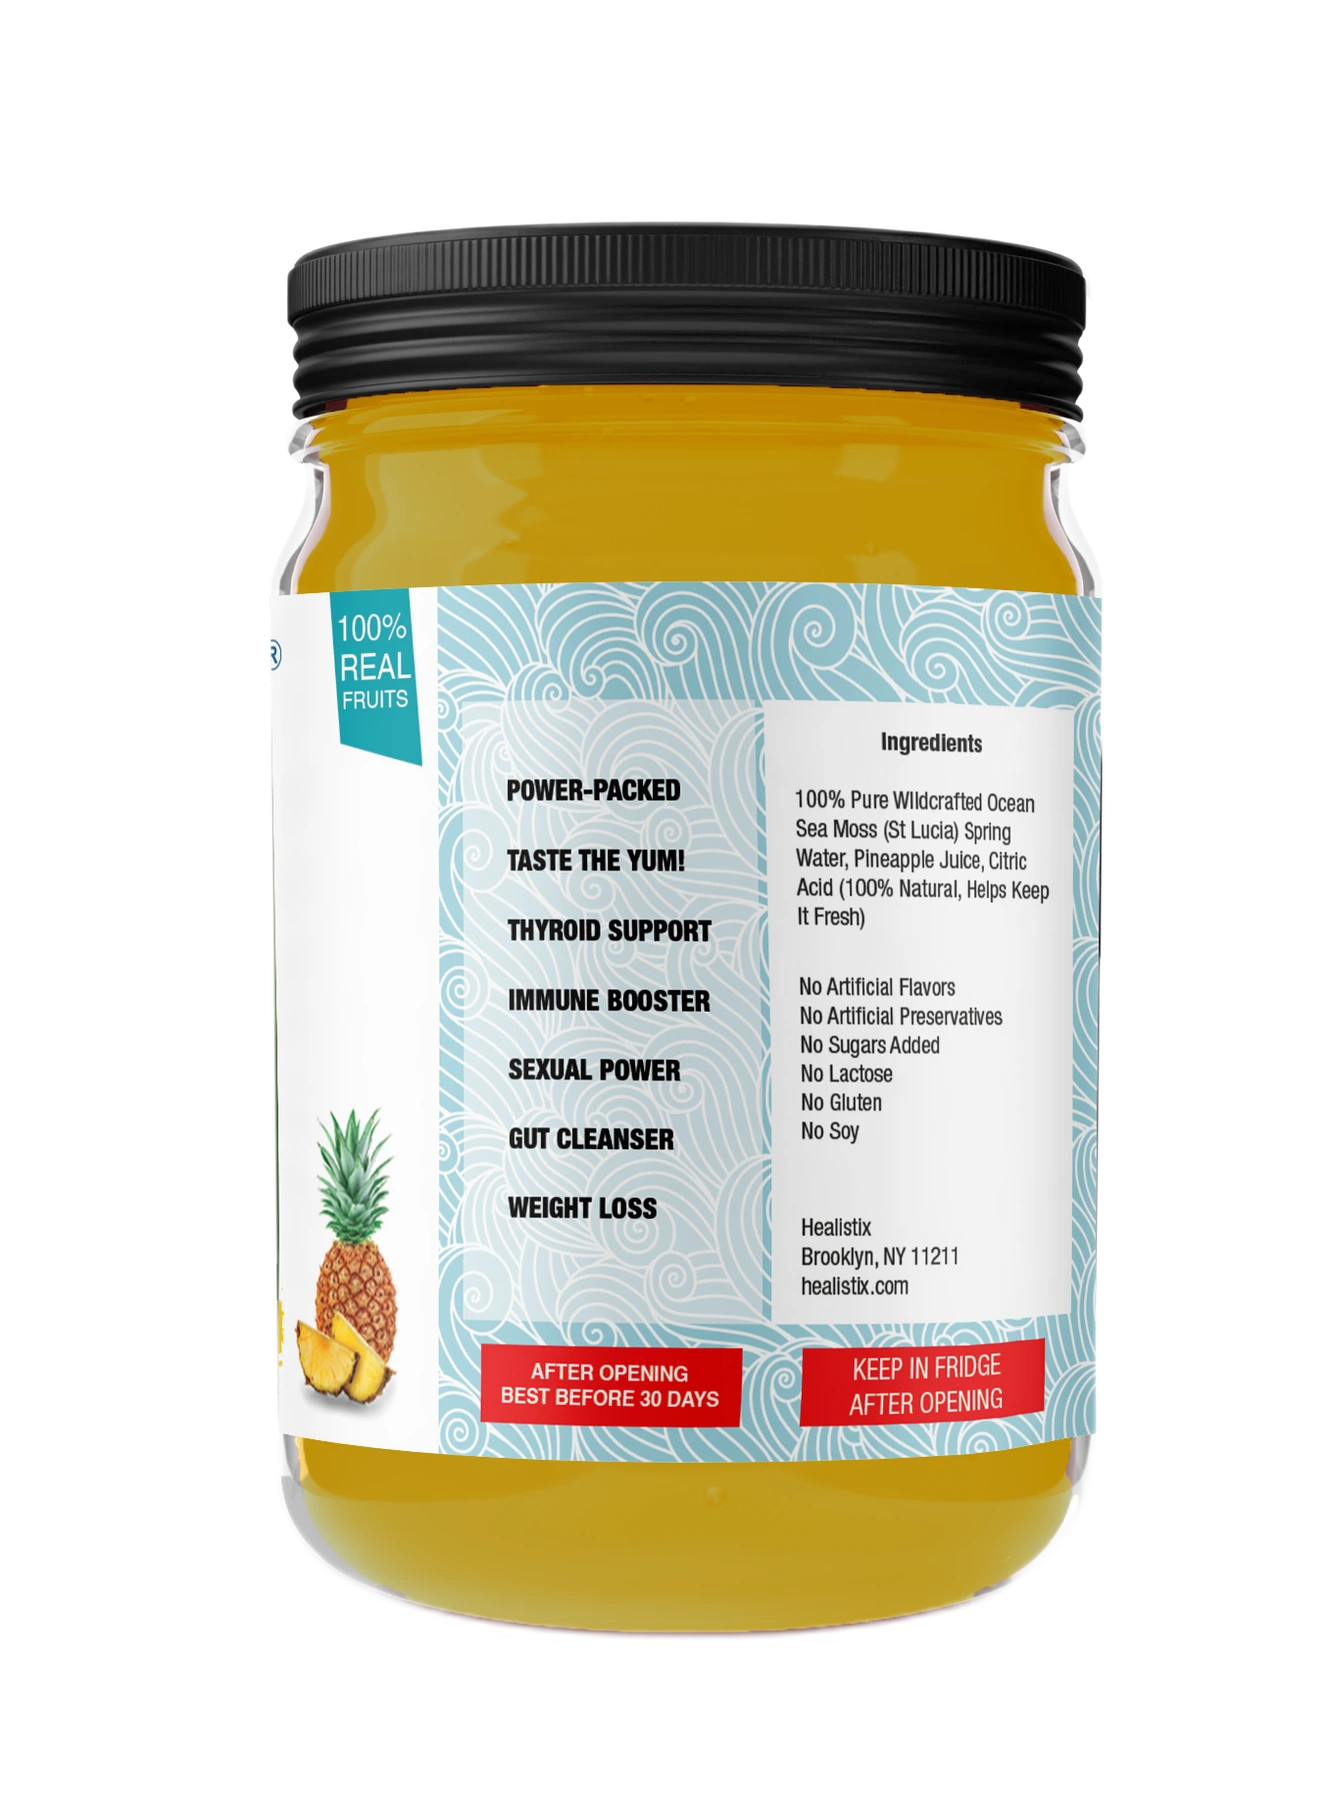 ®
100%
REAL
FRUITS
POWER-PACKED
TASTE THE YUM!
THYROID SUPPORT
IMMUNE BOOSTER
SEXUAL POWER
GUT CLEANSER
WEIGHT LOSS
Ingredients
100% Pure WIldcrafted Ocean
Sea Moss (St Lucia) Spring
Water, Pineapple Juice, Citric
Acid (100% Natural, Helps Keep
It Fresh)
No Artificial Flavors
No Artificial Preservatives
No Sugars Added
No Lactose
No Gluten
No Soy
Healistix
Brooklyn, NY 11211
healistix.com
AFTER OPENING
BEST BEFORE 30 DAYS
KEEP IN FRIDGE
AFTER OPENING